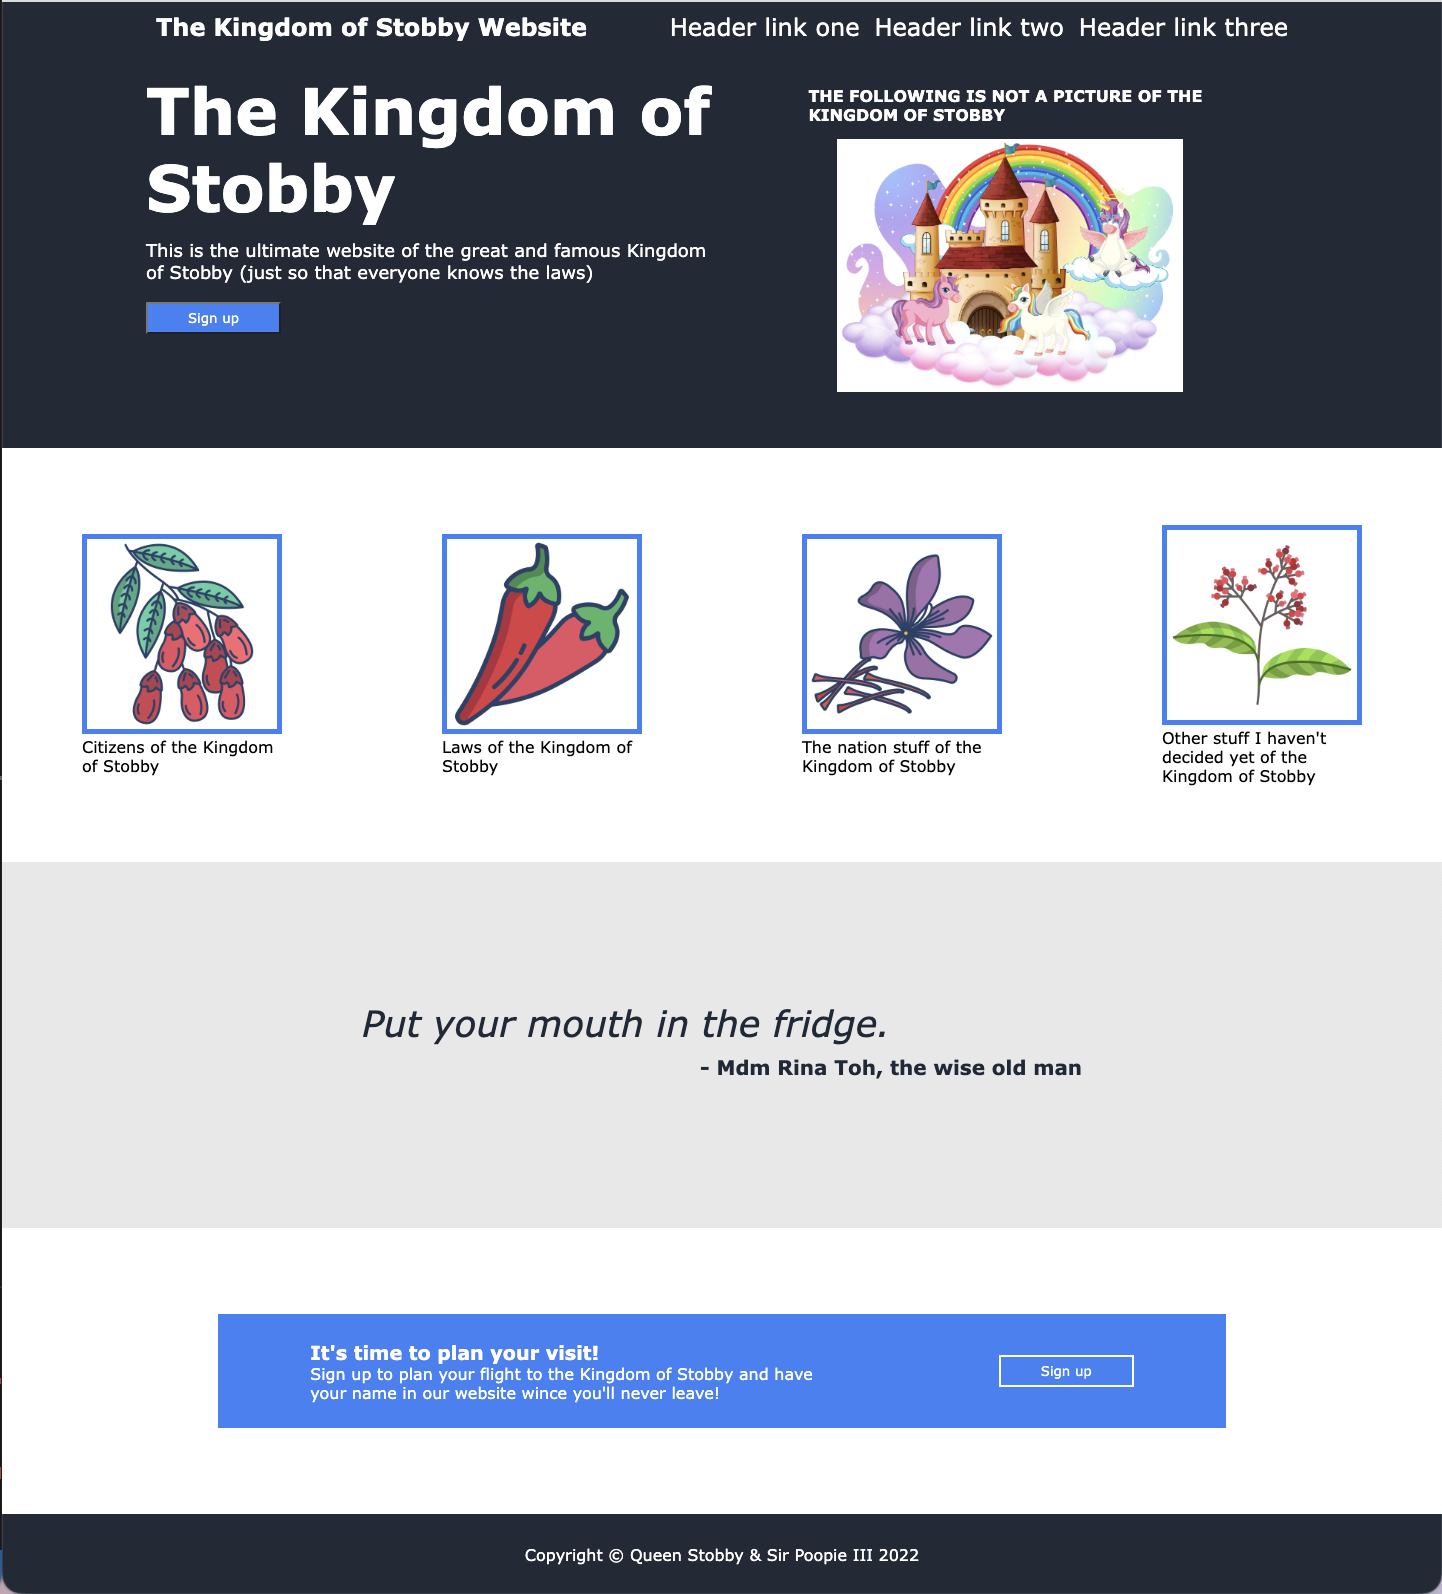 The Kingdom of Stobby Website
Header link one Header link two Header link three
The Kingdom of
Stobby
This is the ultimate website of the great and famous Kingdom
of Stobby (just so that everyone knows the laws)
Sign up
THE FOLLOWING IS NOT A PICTURE OF THE
KINGDOM OF STOBBY
Citizens of the Kingdom
of Stobby
Laws of the Kingdom of
Stobby
The nation stuff of the
Kingdom of Stobby
Other stuff I haven't
decided yet of the
Kingdom of Stobby
Put your mouth in the fridge.
- Mdm Rina Toh, the wise old man
It's time to plan your visit!
Sign up to plan your flight to the Kingdom of Stobby and have
your name in our website wince you'll never leave!
Sign up
Copyright © Queen Stobby & Sir Poopie III 2022